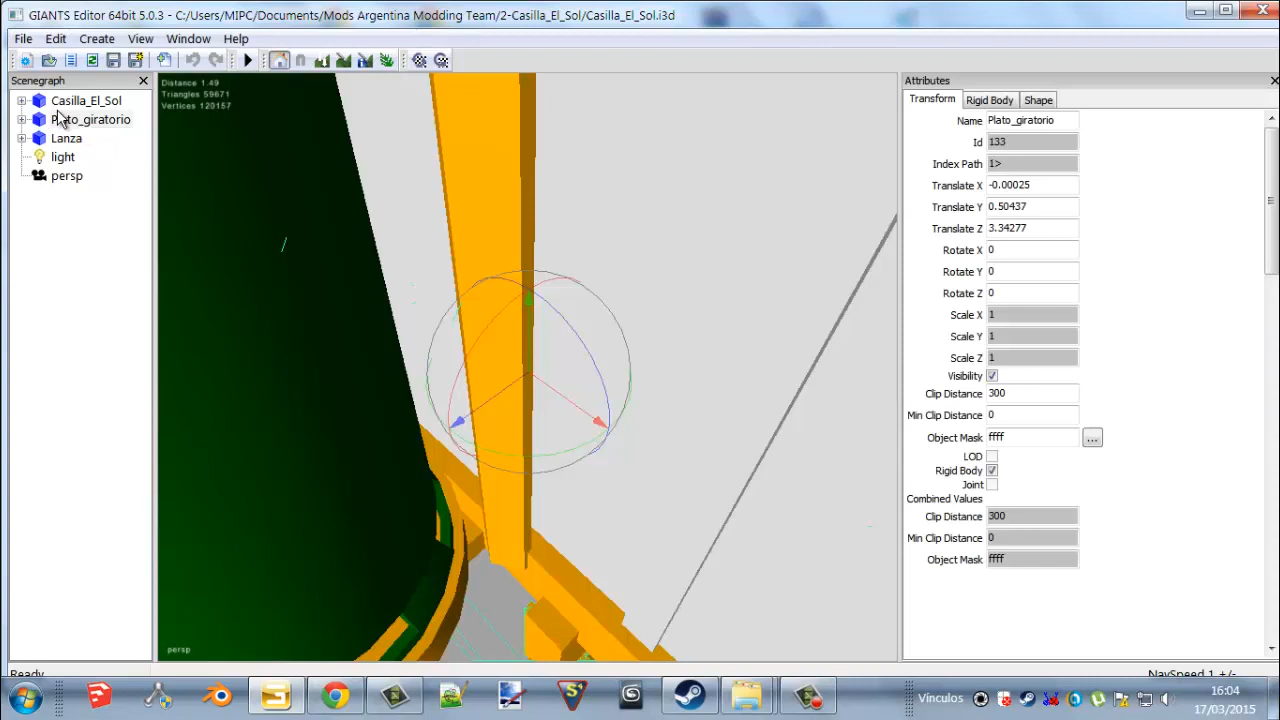 GIANTS Editor 64bit 5.0.3 - C:/Users/MIPC/Documents/Mods Argentina Modding Team/2-Casilla_El_Sol/Casilla_El_Sol.i3d
File Edit Create View Window Help
Scenegraph
Casilla_El_Sol
Plato_giratorio
Lanza
light
persp
Distance 1.49
Triangles 59671
Vertices 120157
persp
Attributes
Transform Rigid Body Shape
Name Plato_giratorio
Id 133
Index Path 1>
Translate X -0.00025
Translate Y 0.50437
Translate Z 3.34277
Rotate X 0
Rotate Y 0
Rotate Z 0
Scale X 1
Scale Y 1
Scale Z 1
Visibility
Clip Distance 300
Min Clip Distance 0
Object Mask ffff ...
LOD
Rigid Body
Joint
Combined Values
Clip Distance 300
Min Clip Distance 0
Object Mask ffff
Ready NavSpeed 1 +/-
Vínculos
16:04
17/03/2015